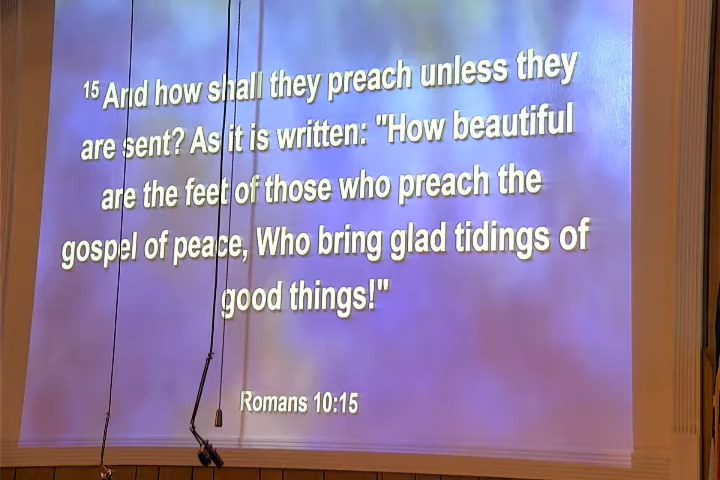 15 And how shall they preach unless they
are sent? As it is written: "How beautiful
are the feet of those who preach the
gospel of peace, Who bring glad tidings of
good things!"
Romans 10:15